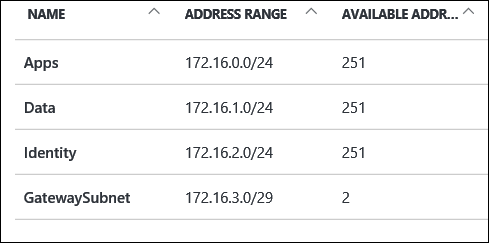 NAME ADDRESS RANGE AVAILABLE ADDR...
Apps 172.16.0.0/24 251
Data 172.16.1.0/24 251
Identity 172.16.2.0/24 251
GatewaySubnet 172.16.3.0/29 2